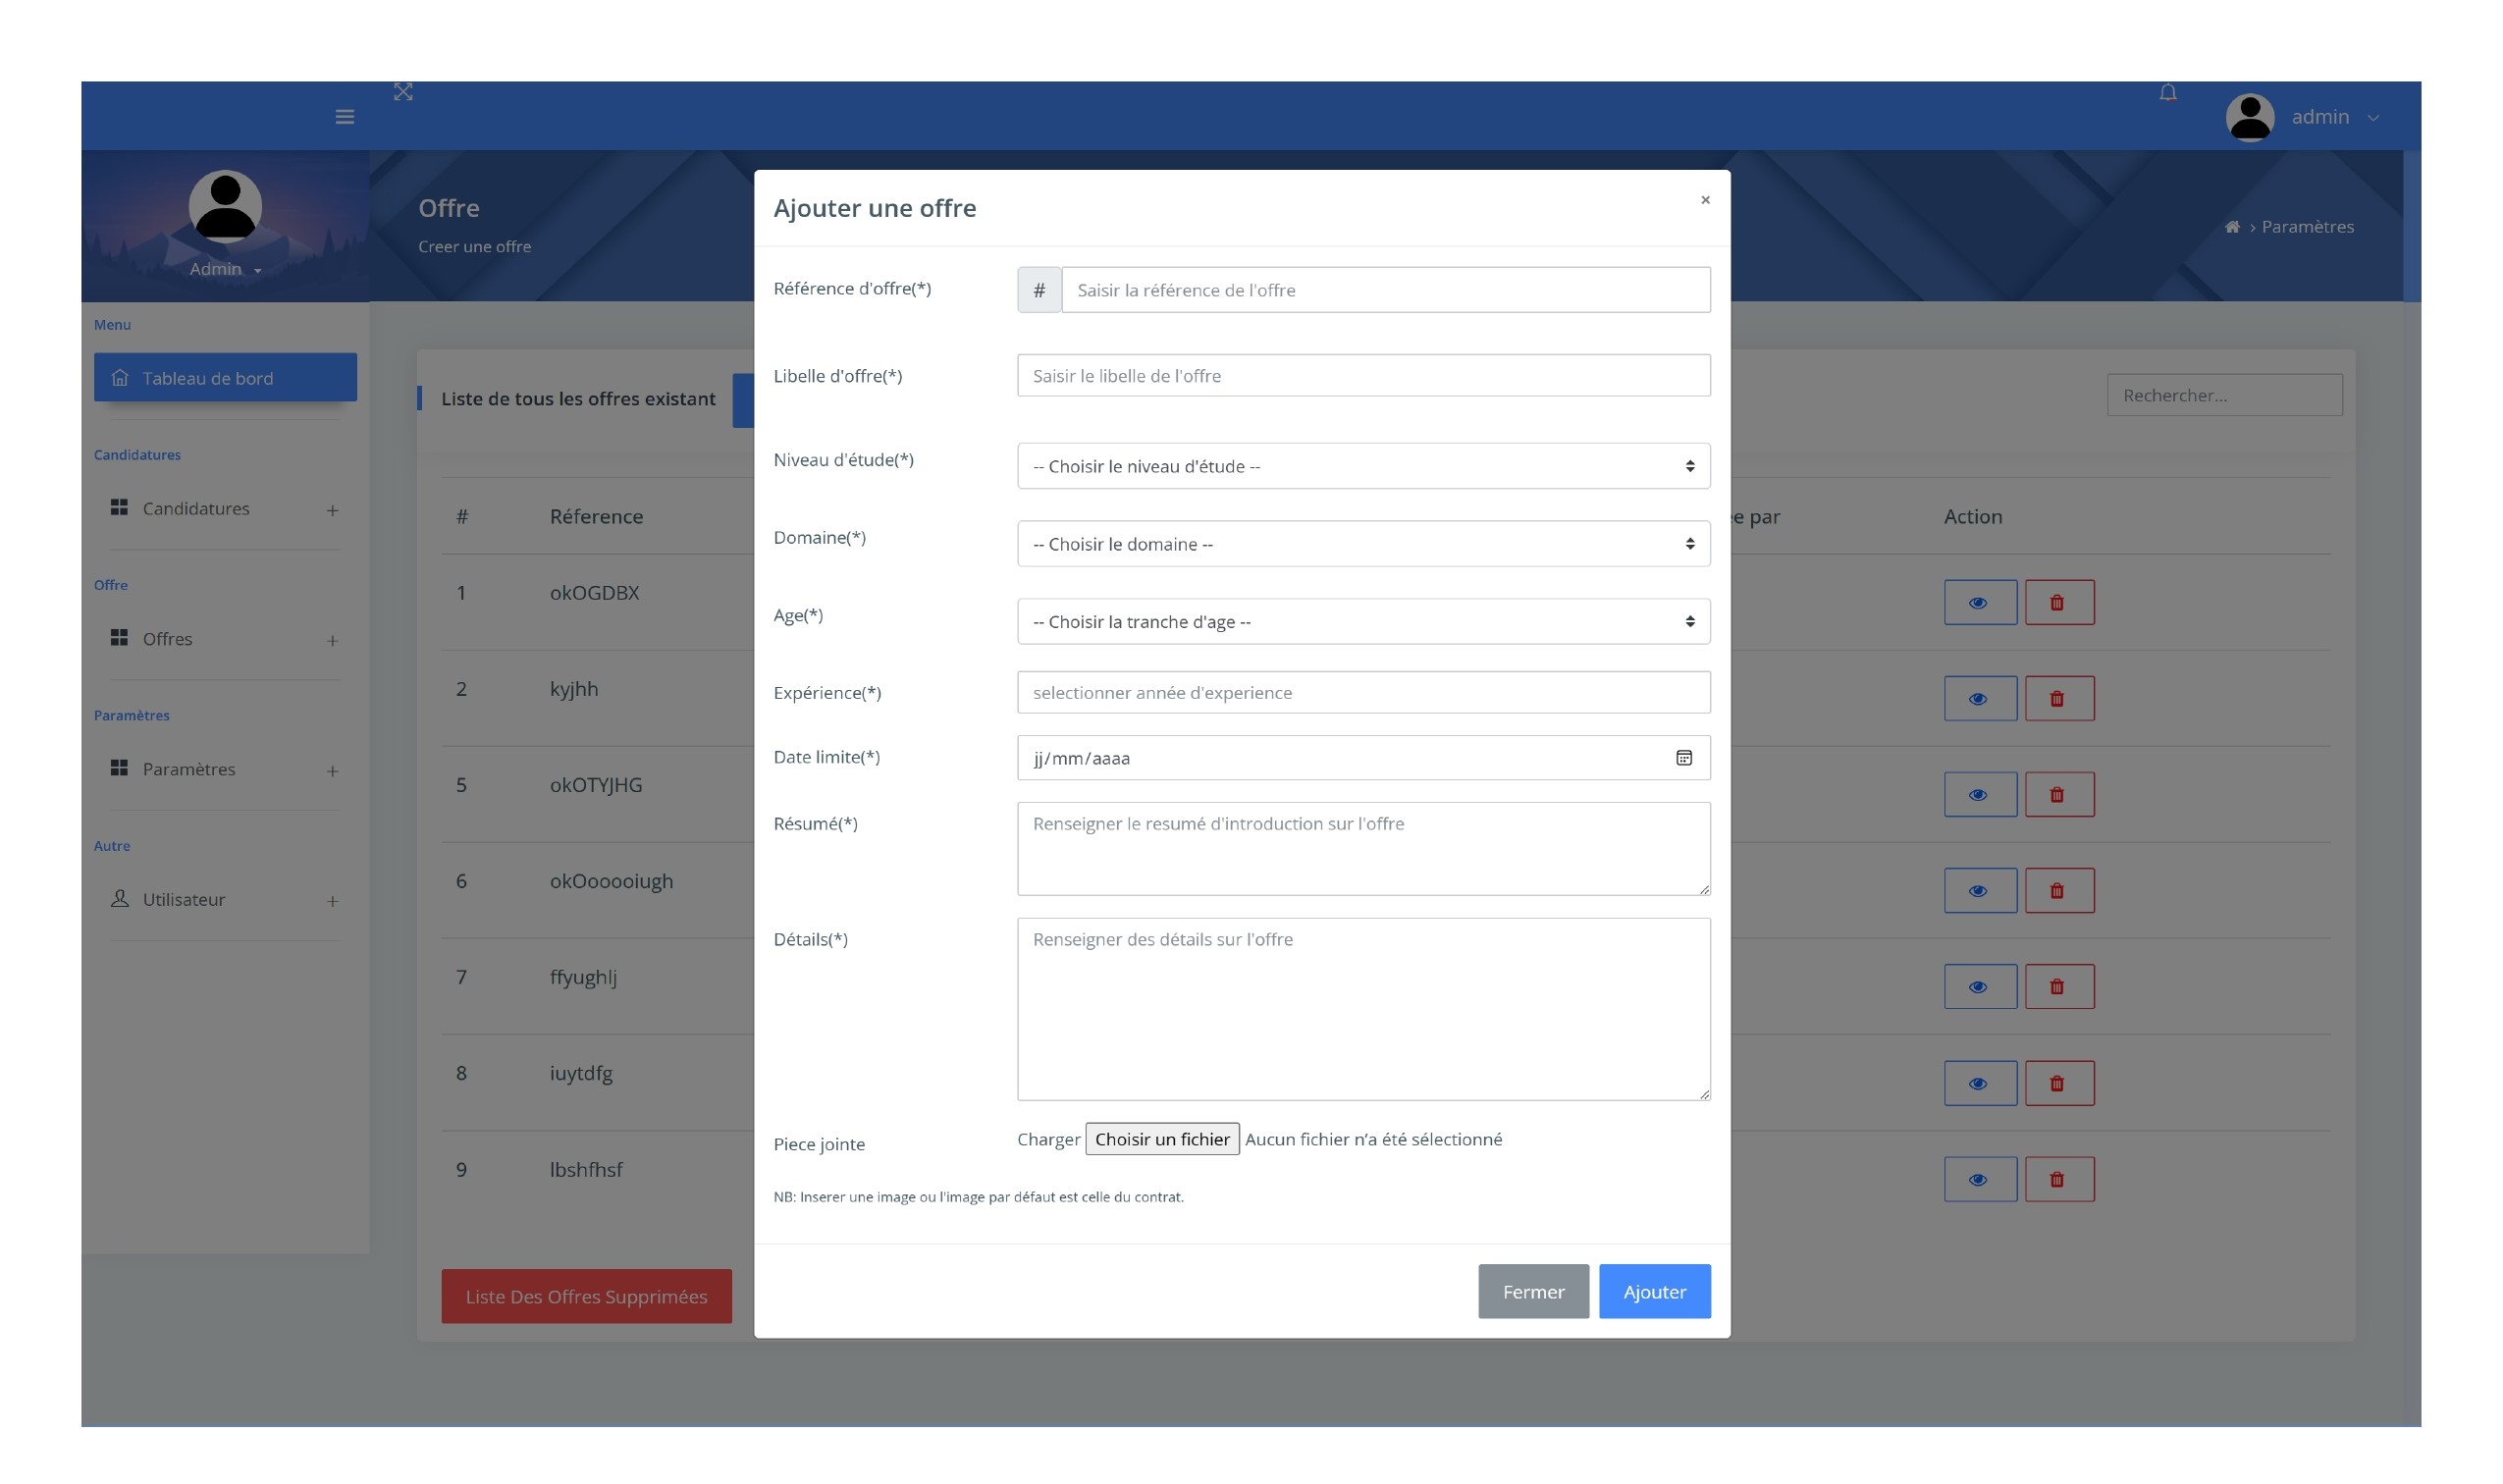 admin
Admin
Offre
Creer une offre
> Paramètres
Menu
Tableau de bord
Candidatures
Candidatures +
Offre
Offres +
Paramètres
Paramètres +
Autre
Utilisateur +
Liste de tous les offres existant
Rechercher...
# Réference
e par Action
1 okOGDBX
2 kyjhh
5 okOTYJHG
6 okOooooiugh
7 ffyughlj
8 iuytdfg
9 lbshfhsf
Liste Des Offres Supprimées
Ajouter une offre ×
Référence d'offre(*) # Saisir la référence de l'offre
Libelle d'offre(*) Saisir le libelle de l'offre
Niveau d'étude(*) -- Choisir le niveau d'étude --
Domaine(*) -- Choisir le domaine --
Age(*) -- Choisir la tranche d'age --
Expérience(*) selectionner année d'experience
Date limite(*) jj/mm/aaaa
Résumé(*) Renseigner le resumé d'introduction sur l'offre
Détails(*) Renseigner des détails sur l'offre
Piece jointe Charger Choisir un fichier Aucun fichier n’a été sélectionné
NB: Inserer une image ou l'image par défaut est celle du contrat.
Fermer Ajouter